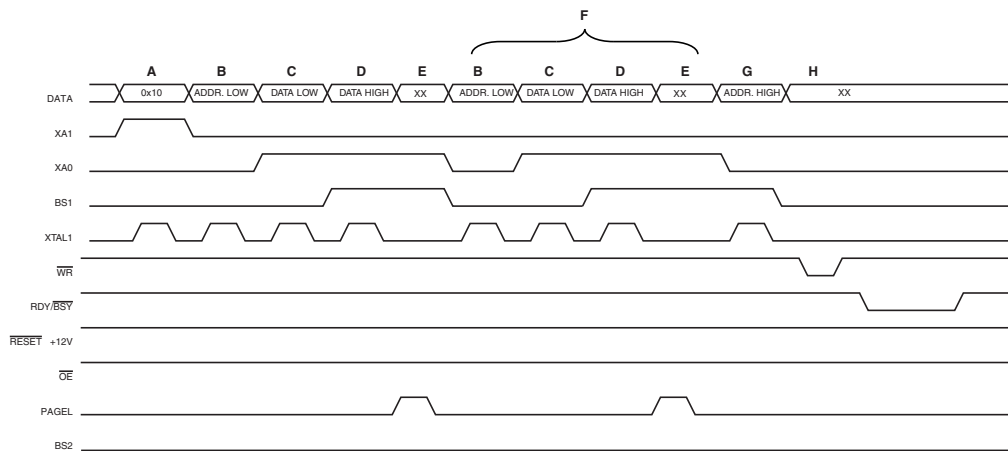 F
A B C D E B C D E G H
DATA 0x10 ADDR. LOW DATA LOW DATA HIGH XX ADDR. LOW DATA LOW DATA HIGH XX ADDR. HIGH XX
XA1
XA0
BS1
XTAL1
WR
RDY/BSY
RESET +12V
OE
PAGEL
BS2